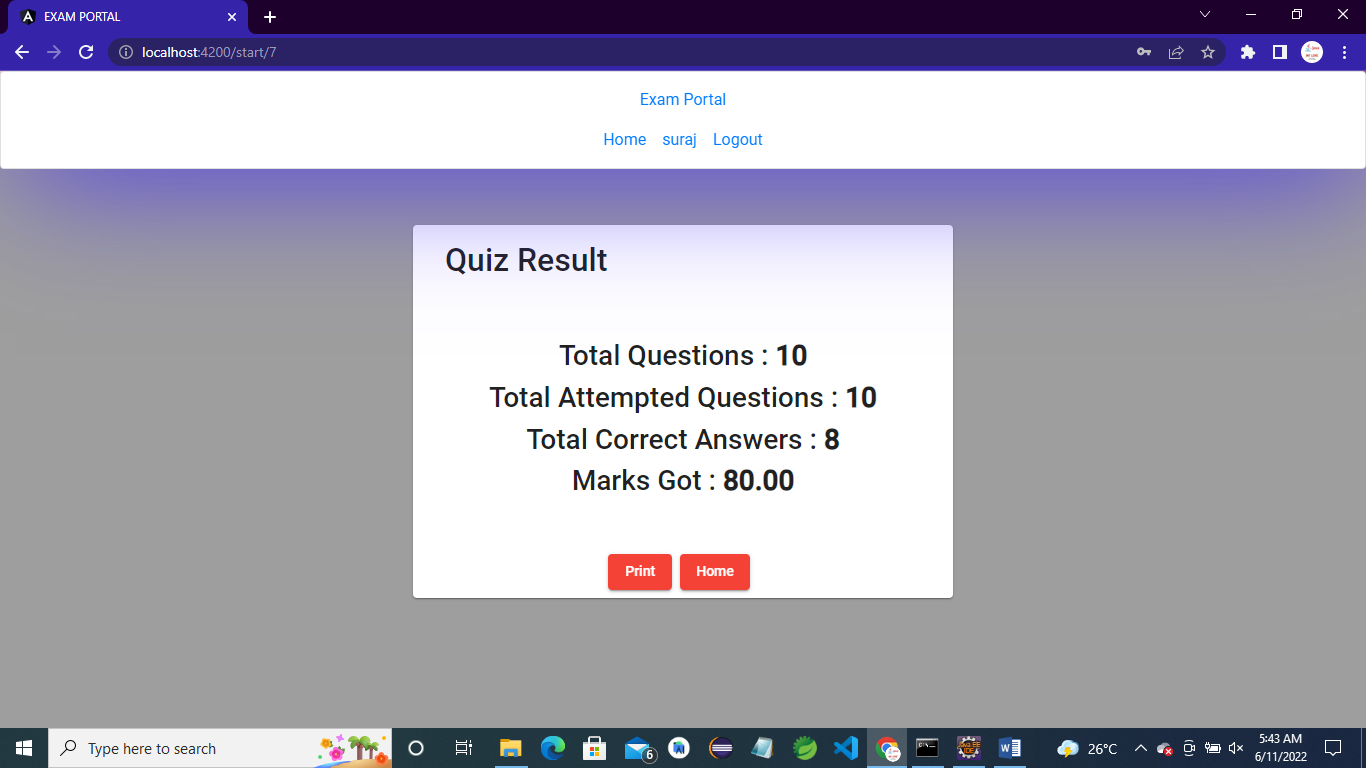 EXAM PORTAL
localhost:4200/start/7
Exam Portal
Home suraj Logout
Quiz Result
Total Questions : 10
Total Attempted Questions : 10
Total Correct Answers : 8
Marks Got : 80.00
Print Home
Type here to search
6
26°C
5:43 AM
6/11/2022